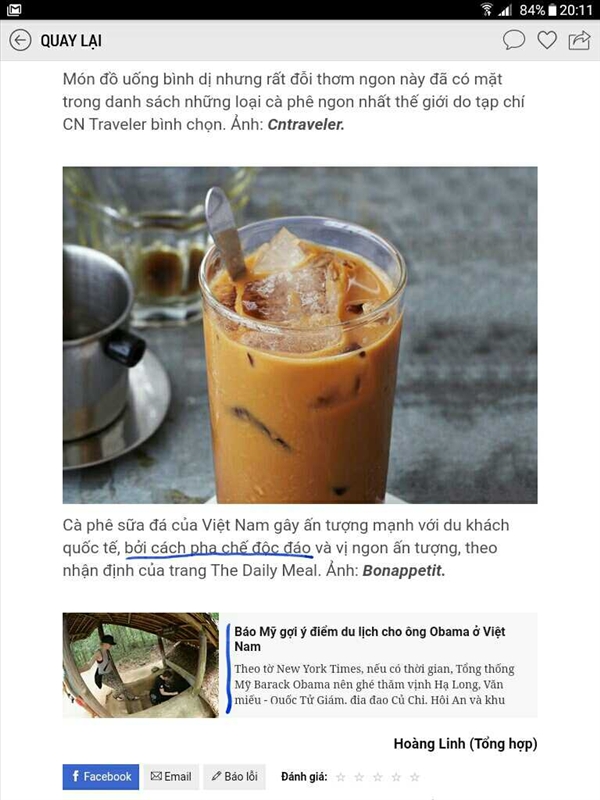 84% 20:11
QUAY LẠI
Món đồ uống bình dị nhưng rất đỗi thơm ngon này đã có mặt
trong danh sách những loại cà phê ngon nhất thế giới do tạp chí
CN Traveler bình chọn. Ảnh: Cntraveler.
Cà phê sữa đá của Việt Nam gây ấn tượng mạnh với du khách
quốc tế, bởi cách pha chế độc đáo và vị ngon ấn tượng, theo
nhận định của trang The Daily Meal. Ảnh: Bonappetit.
Báo Mỹ gợi ý điểm du lịch cho ông Obama ở Việt
Nam
Theo tờ New York Times, nếu có thời gian, Tổng thống
Mỹ Barack Obama nên ghé thăm vịnh Hạ Long, Văn
miếu - Quốc Tử Giám, địa đạo Củ Chi, Hội An và khu
Hoàng Linh (Tổng hợp)
f Facebook Email Báo lỗi Đánh giá: